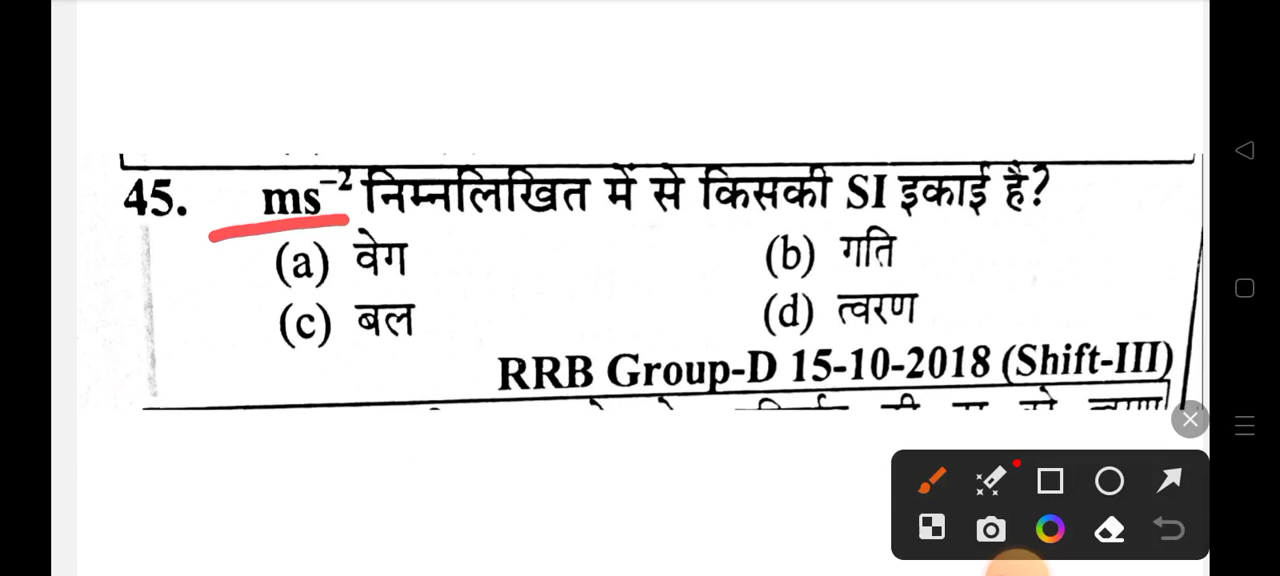 45. ms⁻² निम्नलिखित में से किसकी SI इकाई है?
(a) वेग (b) गति
(c) बल (d) त्वरण
RRB Group-D 15-10-2018 (Shift-III)